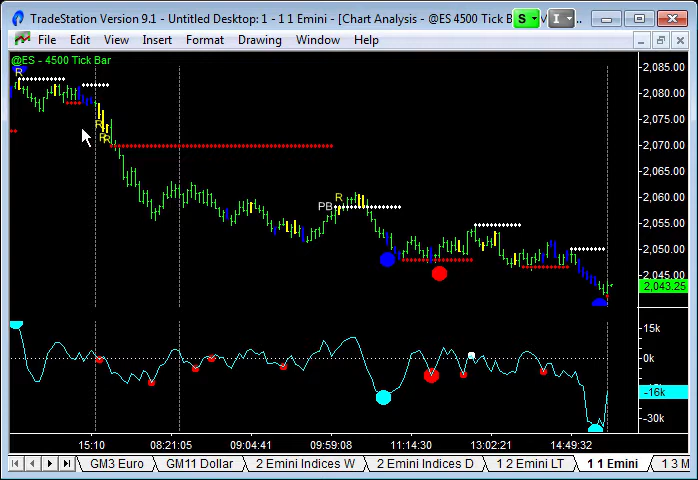 TradeStation Version 9.1 - Untitled Desktop: 1 - 1 1 Emini - [Chart Analysis - @ES 4500 Tick B
S
I
File Edit View Insert Format Drawing Window Help
@ES - 4500 Tick Bar
R
R
R
R
PB
R
2,085.00
2,080.00
2,075.00
2,070.00
2,065.00
2,060.00
2,055.00
2,050.00
2,045.00
2,043.25
15k
0k
-16k
-30k
15:10 08:21:05 09:04:41 09:59:08 11:14:30 13:02:21 14:49:32
GM3 Euro GM11 Dollar 2 Emini Indices W 2 Emini Indices D 1 2 Emini LT 1 1 Emini 1 3 M